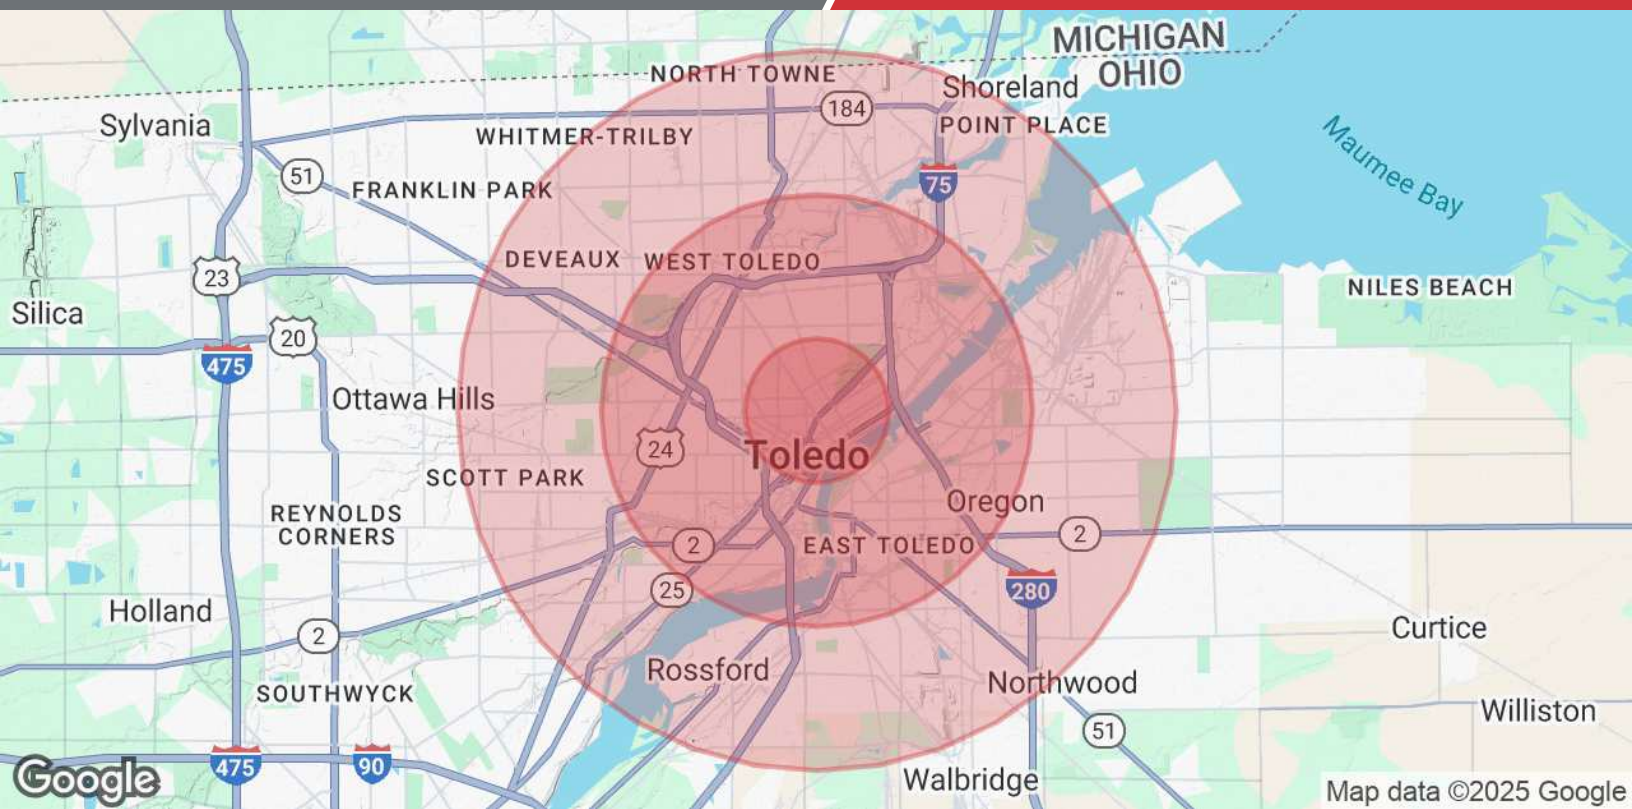 MICHIGAN
OHIO
NORTH TOWNE
Shoreland
184
Sylvania
WHITMER-TRILBY
POINT PLACE
Maumee Bay
51
FRANKLIN PARK
75
DEVEAUX
WEST TOLEDO
23
NILES BEACH
Silica
20
475
Ottawa Hills
24
Toledo
SCOTT PARK
Oregon
REYNOLDS
CORNERS
2
EAST TOLEDO
2
25
280
Holland
2
Curtice
Rossford
Northwood
SOUTHWYCK
Williston
51
475
90
Google
Walbridge
Map data ©2025 Google